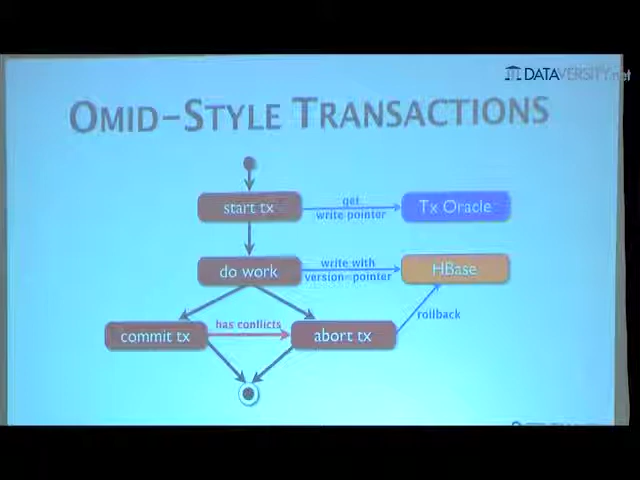 DATAVERSITY.net
OMID-STYLE TRANSACTIONS
start tx
get
write pointer
Tx Oracle
do work
write with
version=pointer
HBase
rollback
commit tx
has conflicts
abort tx